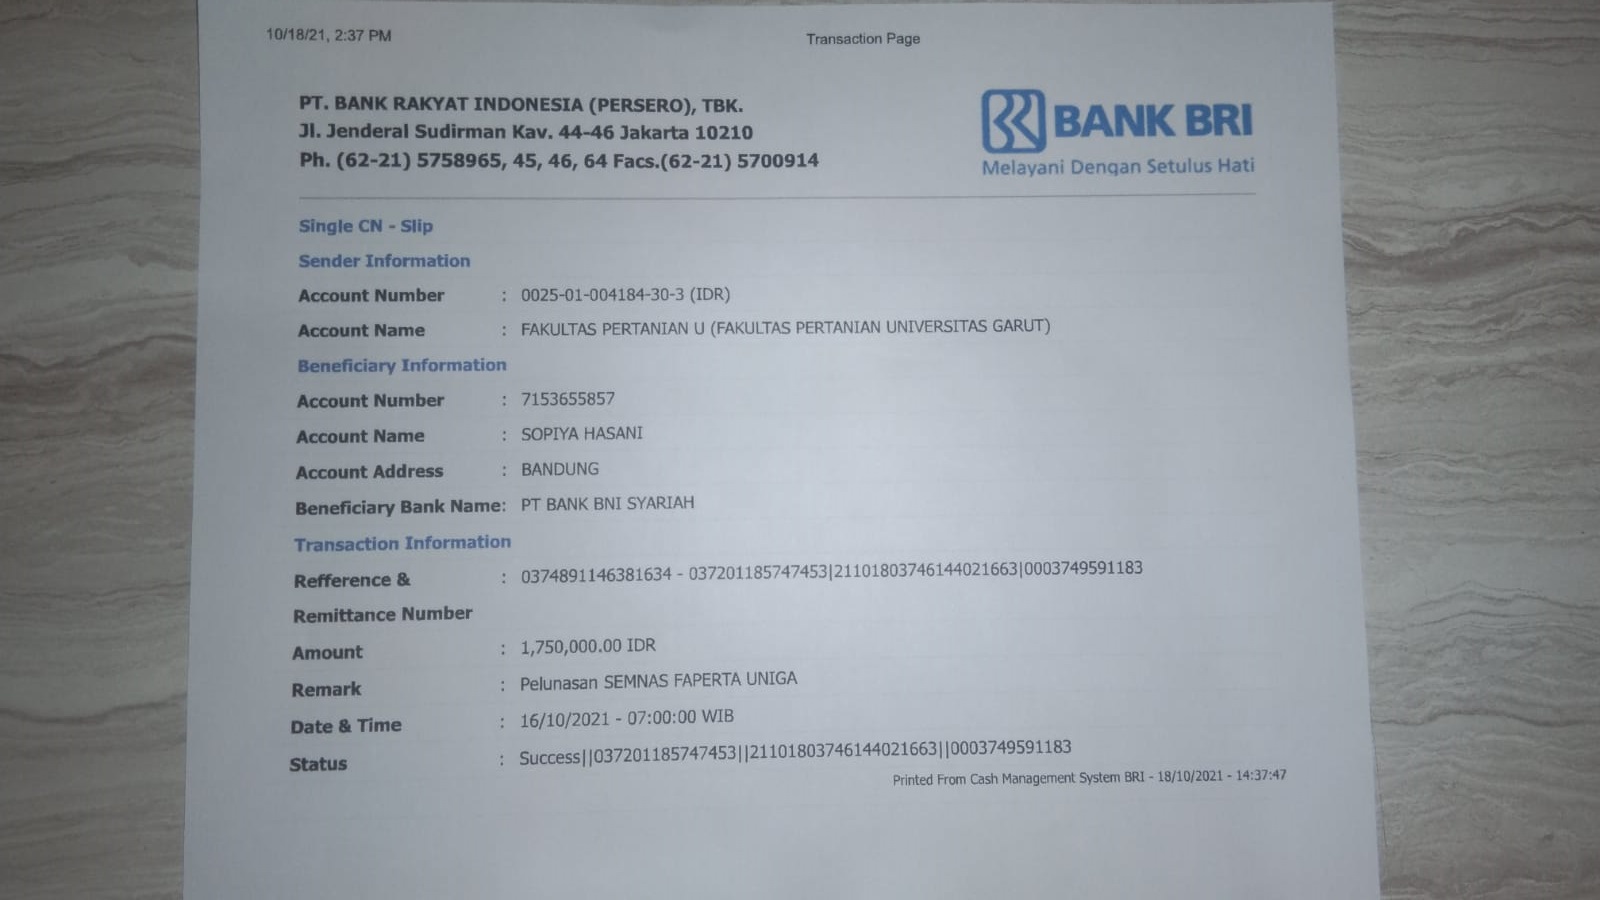 10/18/21, 2:37 PM Transaction Page
PT. BANK RAKYAT INDONESIA (PERSERO), TBK.
Jl. Jenderal Sudirman Kav. 44-46 Jakarta 10210
Ph. (62-21) 5758965, 45, 46, 64 Facs.(62-21) 5700914
BANK BRI
Melayani Dengan Setulus Hati
Single CN - Slip
Sender Information
Account Number : 0025-01-004184-30-3 (IDR)
Account Name : FAKULTAS PERTANIAN U (FAKULTAS PERTANIAN UNIVERSITAS GARUT)
Beneficiary Information
Account Number : 7153655857
Account Name : SOPIYA HASANI
Account Address : BANDUNG
Beneficiary Bank Name: PT BANK BNI SYARIAH
Transaction Information
Refference & : 0374891146381634 - 037201185747453|21101803746144021663|0003749591183
Remittance Number
Amount : 1,750,000.00 IDR
Remark : Pelunasan SEMNAS FAPERTA UNIGA
Date & Time : 16/10/2021 - 07:00:00 WIB
Status : Success||037201185747453||21101803746144021663||0003749591183
Printed From Cash Management System BRI - 18/10/2021 - 14:37:47